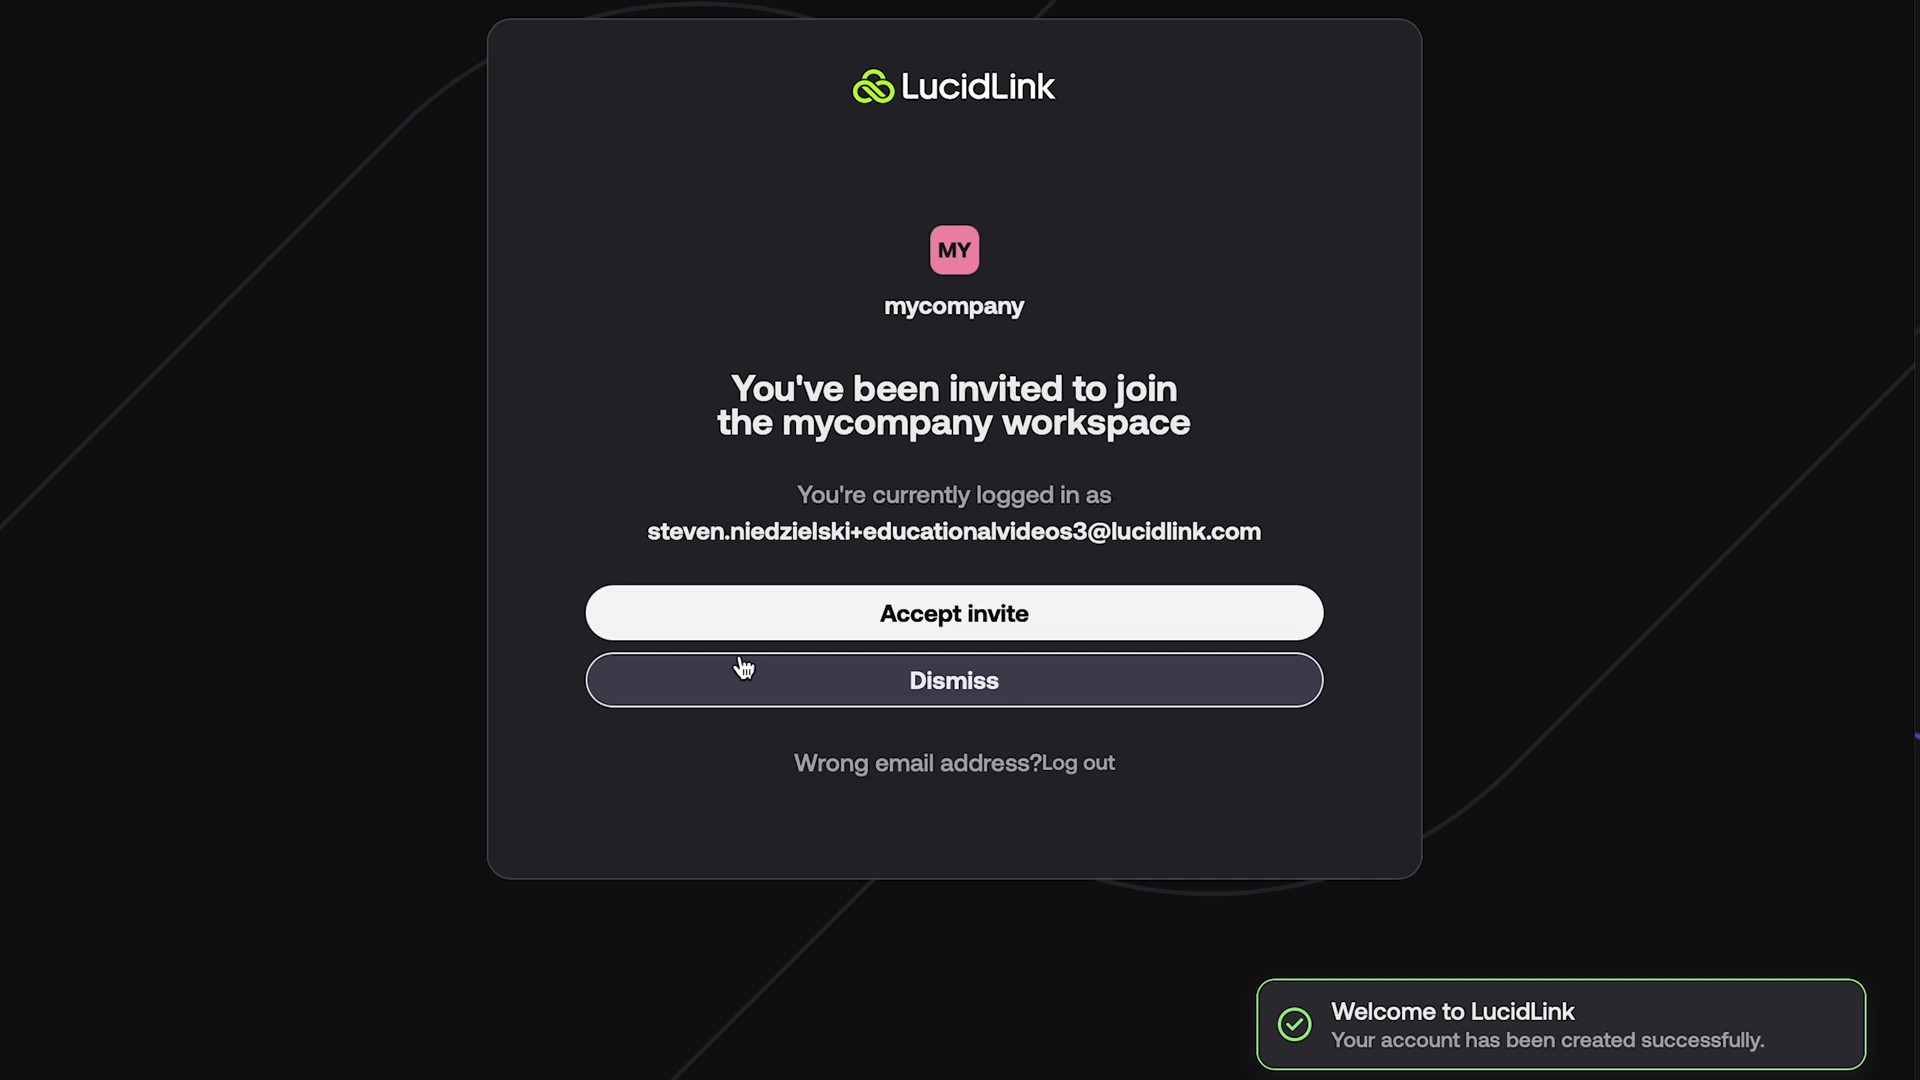 LucidLink
MY
mycompany
You've been invited to join
the mycompany workspace
You're currently logged in as
steven.niedzielski+educationalvideos3@lucidlink.com
Accept invite
Dismiss
Wrong email address?Log out
Welcome to LucidLink
Your account has been created successfully.